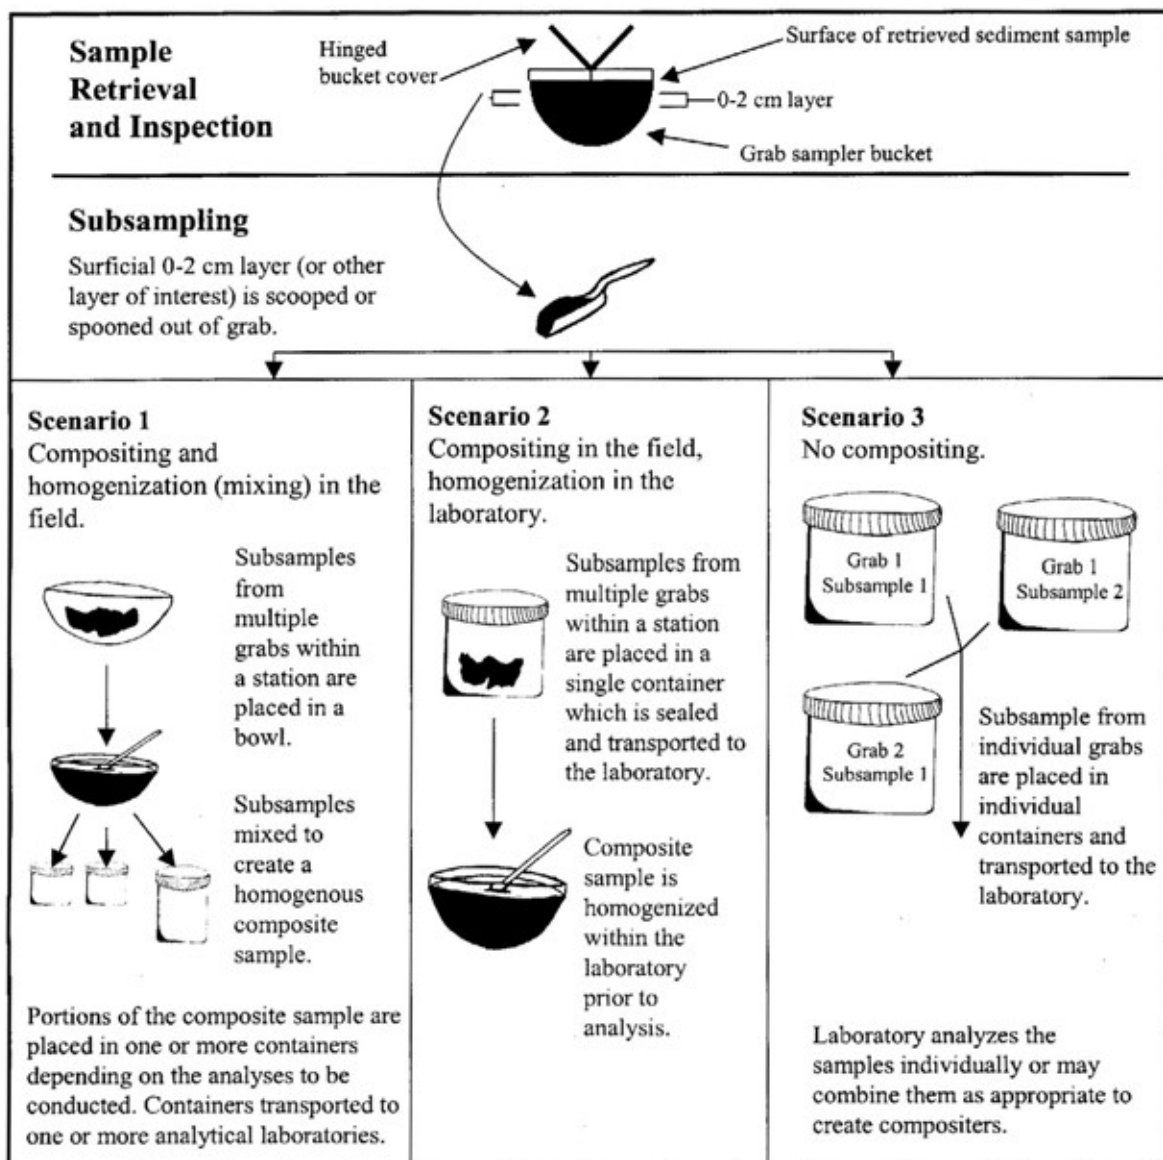 Sample
Retrieval
and Inspection
Hinged
bucket cover
Surface of retrieved sediment sample
0-2 cm layer
Grab sampler bucket
Subsampling
Surficial 0-2 cm layer (or other
layer of interest) is scooped or
spooned out of grab.
Scenario 1
Compositing and
homogenization (mixing) in the
field.
Subsamples
from
multiple
grabs within
a station are
placed in a
bowl.
Subsamples
mixed to
create a
homogenous
composite
sample.
Portions of the composite sample are
placed in one or more containers
depending on the analyses to be
conducted. Containers transported to
one or more analytical laboratories.
Scenario 2
Compositing in the field,
homogenization in the
laboratory.
Subsamples from
multiple grabs
within a station
are placed in a
single container
which is sealed
and transported to
the laboratory.
Composite
sample is
homogenized
within the
laboratory
prior to
analysis.
Scenario 3
No compositing.
Grab 1
Subsample 1
Grab 1
Subsample 2
Grab 2
Subsample 1
Subsample from
individual grabs
are placed in
individual
containers and
transported to the
laboratory.
Laboratory analyzes the
samples individually or may
combine them as appropriate to
create compositers.